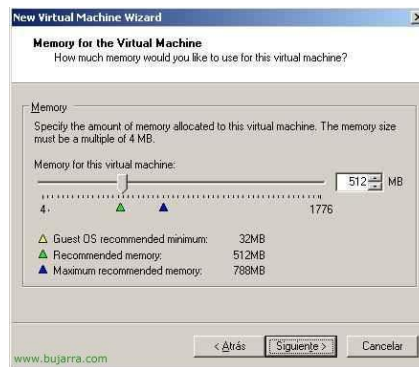 New Virtual Machine Wizard
Memory for the Virtual Machine
How much memory would you like to use for this virtual machine?
Memory
Specify the amount of memory allocated to this virtual machine. The memory size
must be a multiple of 4 MB.
Memory for this virtual machine:
512 MB
4 1776
Guest OS recommended minimum: 32MB
Recommended memory: 512MB
Maximum recommended memory: 788MB
< Atrás Siguiente > Cancelar
www.bujarra.com